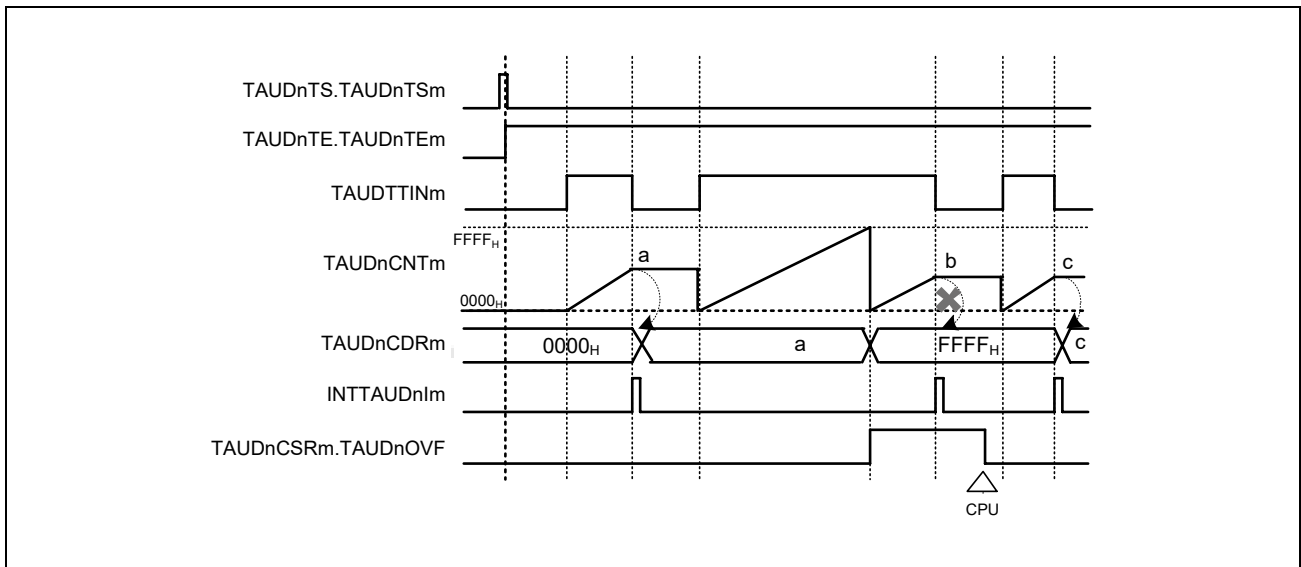 TAUDnTS.TAUDnTSm
TAUDnTE.TAUDnTEm
TAUDTTINm
FFFFH
TAUDnCNTm
a
b
c
0000H
TAUDnCDRm
0000H
a
FFFFH
c
INTTAUDnIm
TAUDnCSRm.TAUDnOVF
CPU